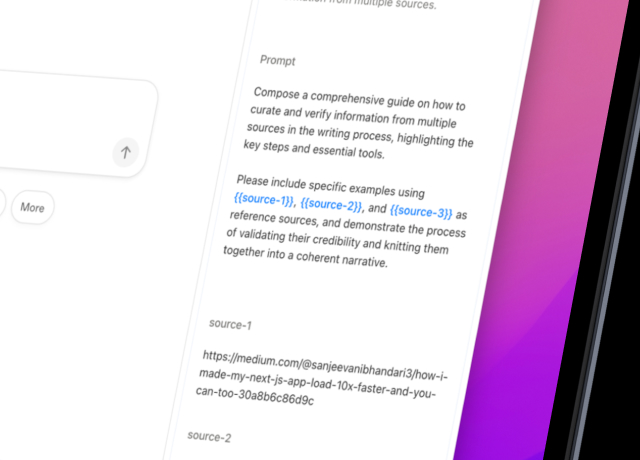 from multiple sources.
Prompt
Compose a comprehensive guide on how to
curate and verify information from multiple
sources in the writing process, highlighting the
key steps and essential tools.
Please include specific examples using
{{source-1}}, {{source-2}}, and {{source-3}} as
reference sources, and demonstrate the process
of validating their credibility and knitting them
together into a coherent narrative.
More
source-1
https://medium.com/@sanjeevanibhandari3/how-i-
made-my-next-js-app-load-10x-faster-and-you-
can-too-30a8b6c86d9c
source-2